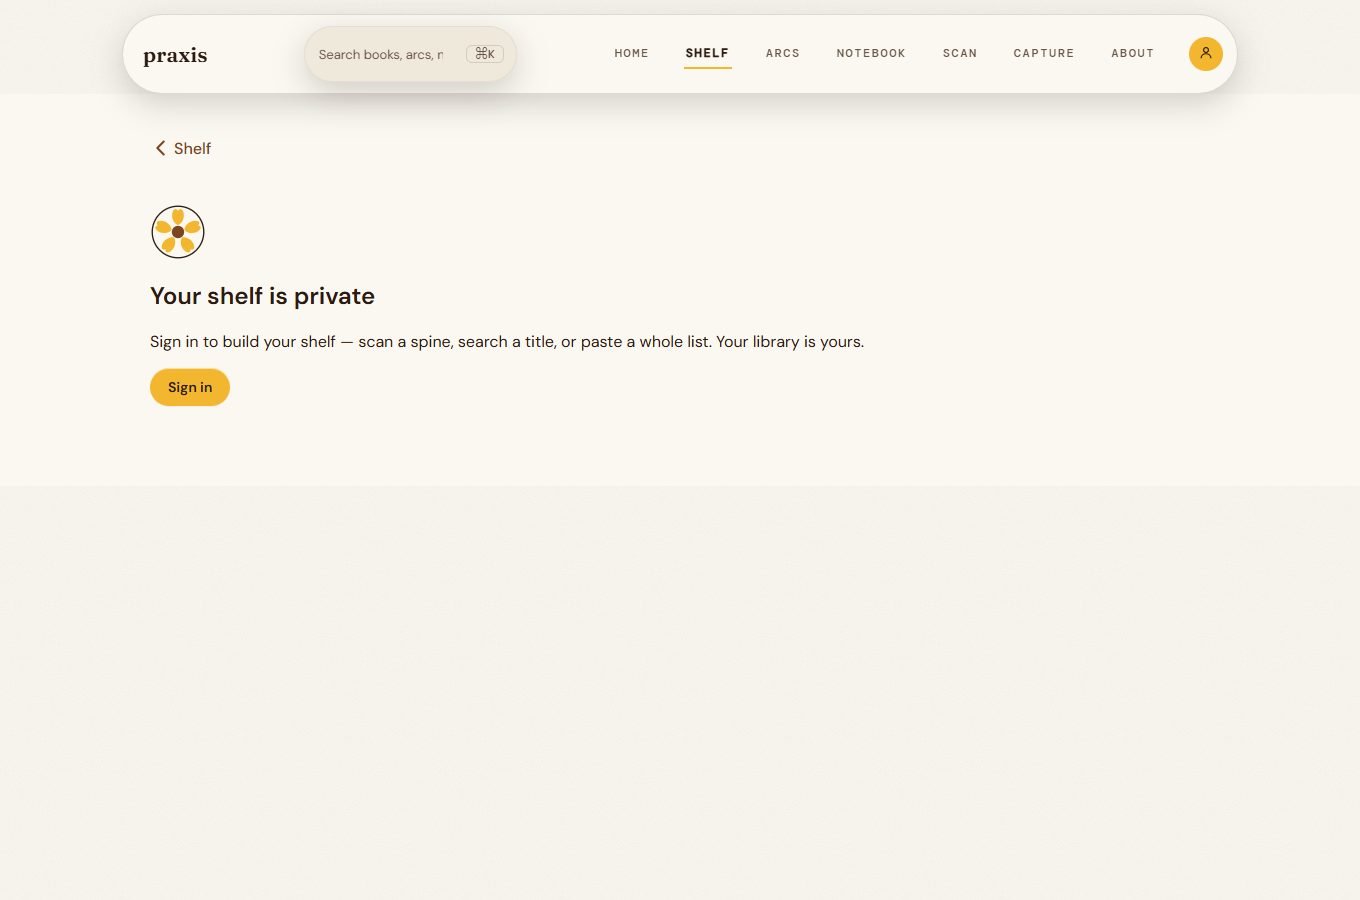 praxis
Search books, arcs, n
⌘K
HOME
SHELF
ARCS
NOTEBOOK
SCAN
CAPTURE
ABOUT
Shelf
Your shelf is private
Sign in to build your shelf — scan a spine, search a title, or paste a whole list. Your library is yours.
Sign in